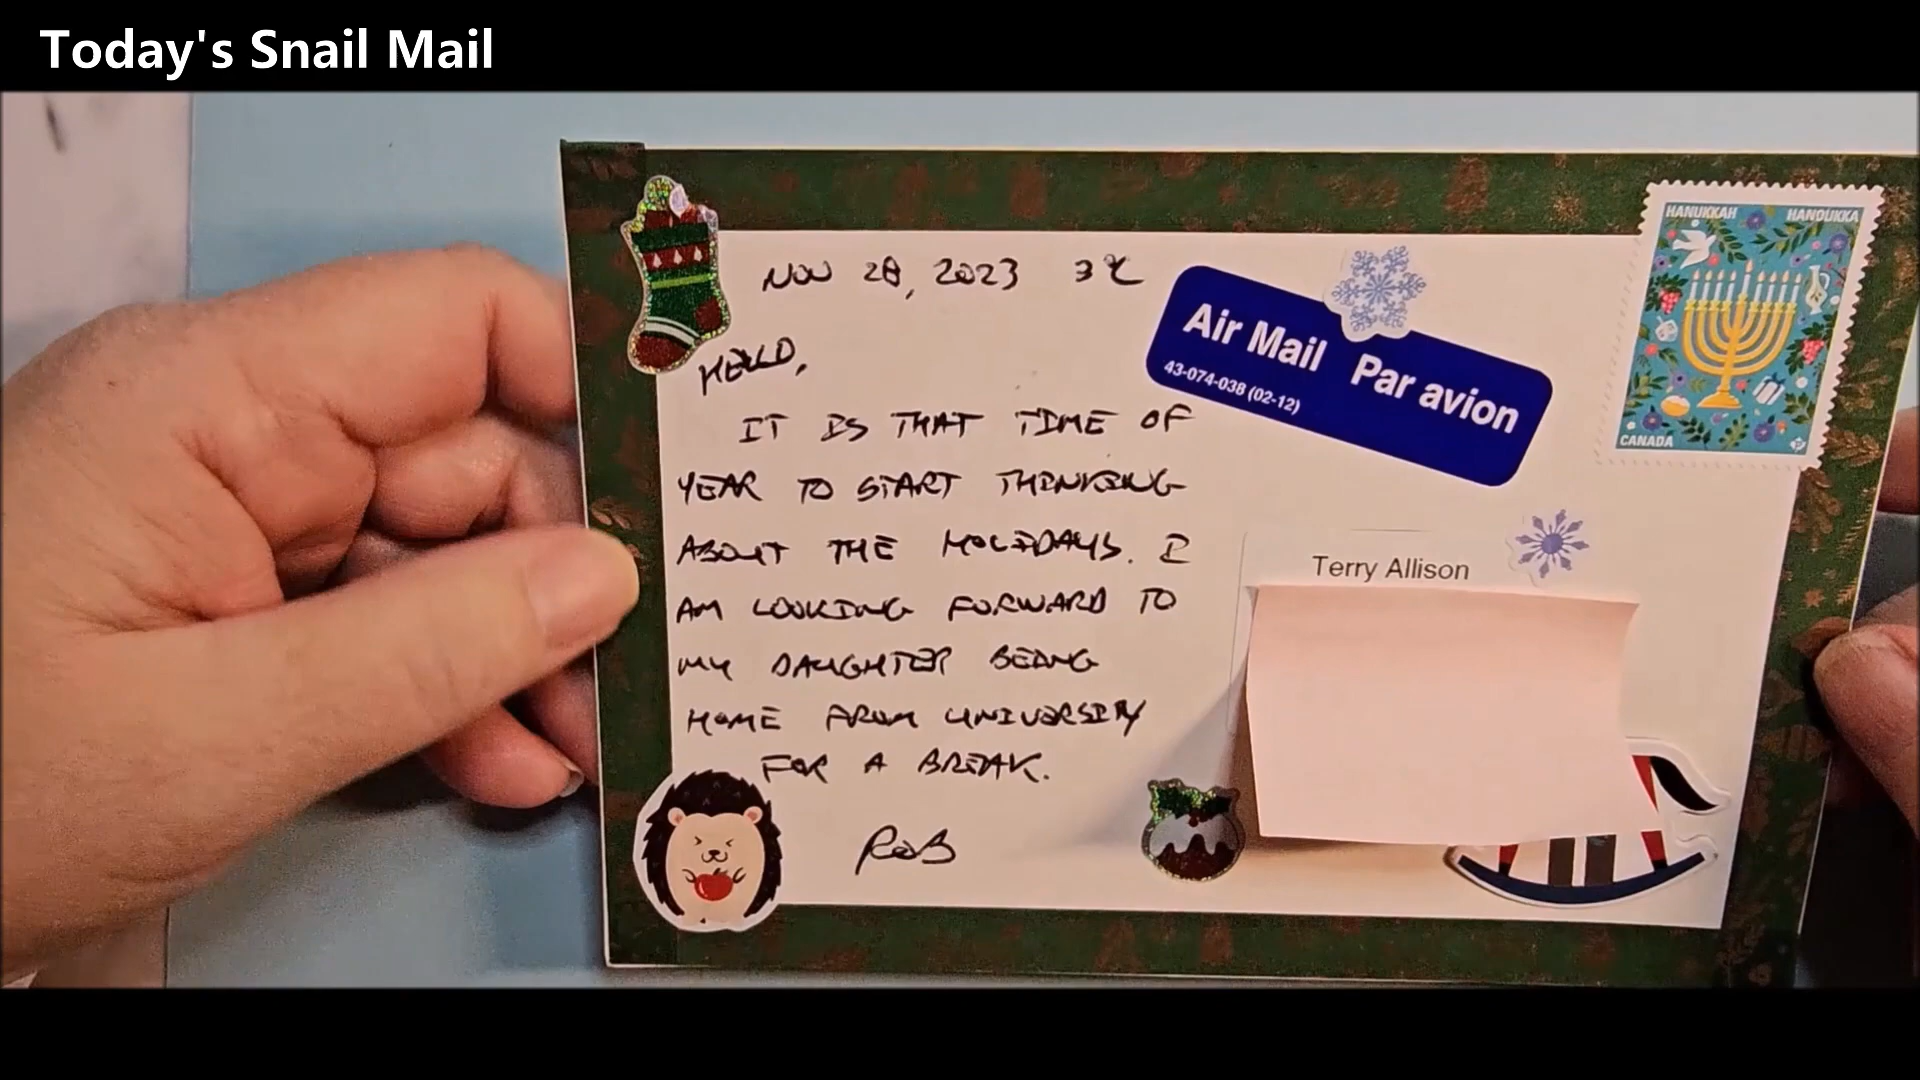 Today's Snail Mail
NOV 28, 2023 3°C
HELLO,
IT IS THAT TIME OF
YEAR TO START THINKING
ABOUT THE HOLIDAYS. I
AM LOOKING FORWARD TO
MY DAUGHTER BEING
HOME FROM UNIVERSITY
FOR A BREAK.
ROB
Air Mail Par avion
43-074-038 (02-12)
HANUKKAH HANOUKKA
CANADA P
Terry Allison